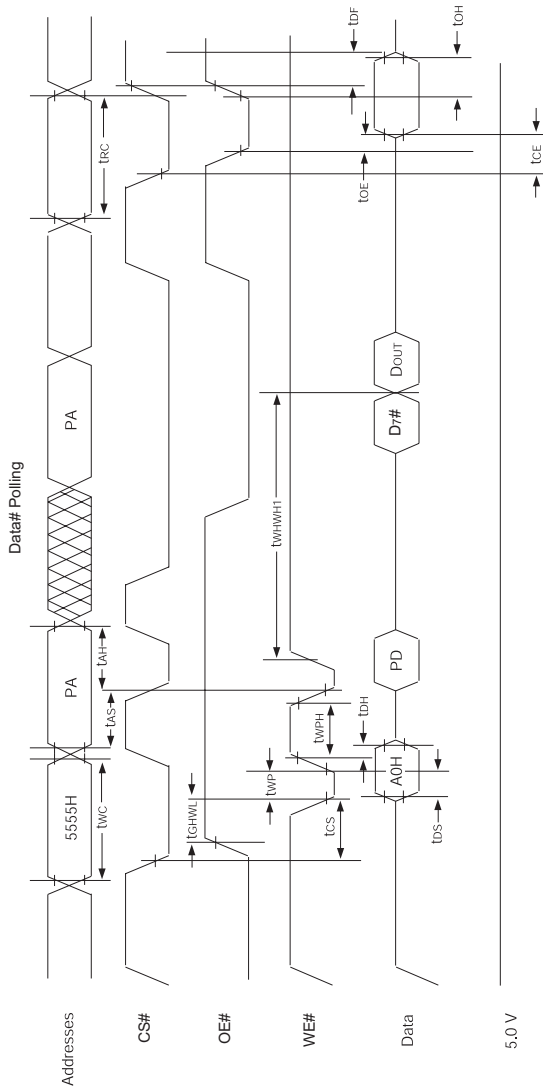 Data# Polling
Addresses
5555H
PA
PA
tWC
tAS
tAH
tRC
CS#
OE#
tGHWL
tDF
WE#
tWP
tCS
tWPH
tWHWH1
tOE
tOH
Data
A0H
tDS
tDH
PD
D7#
DOUT
tCE
5.0 V